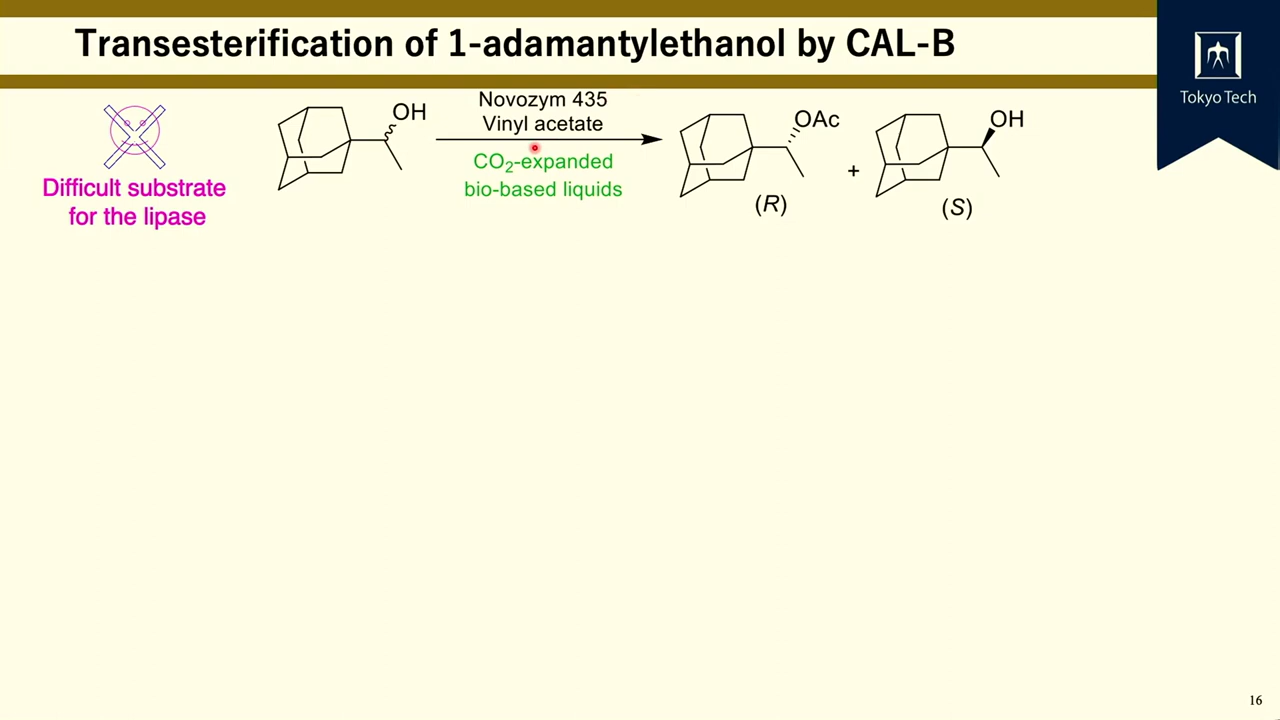 Transesterification of 1-adamantylethanol by CAL-B
Tokyo Tech
Difficult substrate
for the lipase
OH
Novozym 435
Vinyl acetate
CO₂-expanded
bio-based liquids
OAc
(R)
+
OH
(S)
16